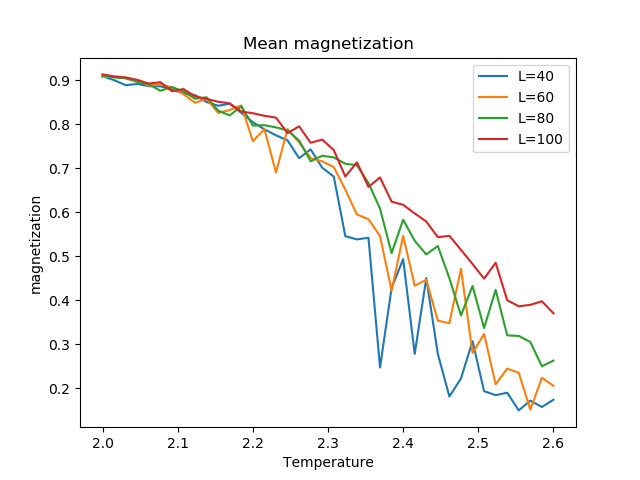 Mean magnetization
L=40
L=60
L=80
L=100
magnetization
0.9
0.8
0.7
0.6
0.5
0.4
0.3
0.2
2.0 2.1 2.2 2.3 2.4 2.5 2.6
Temperature